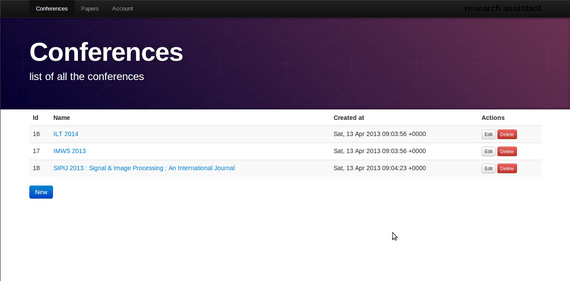 Conferences Papers Account research assistant
Conferences
list of all the conferences
Id Name Created at Actions
16 ILT 2014 Sat, 13 Apr 2013 09:03:56 +0000 Edit Delete
17 IMWS 2013 Sat, 13 Apr 2013 09:03:56 +0000 Edit Delete
18 SIPIJ 2013 : Signal & Image Processing : An International Journal Sat, 13 Apr 2013 09:04:23 +0000 Edit Delete
New